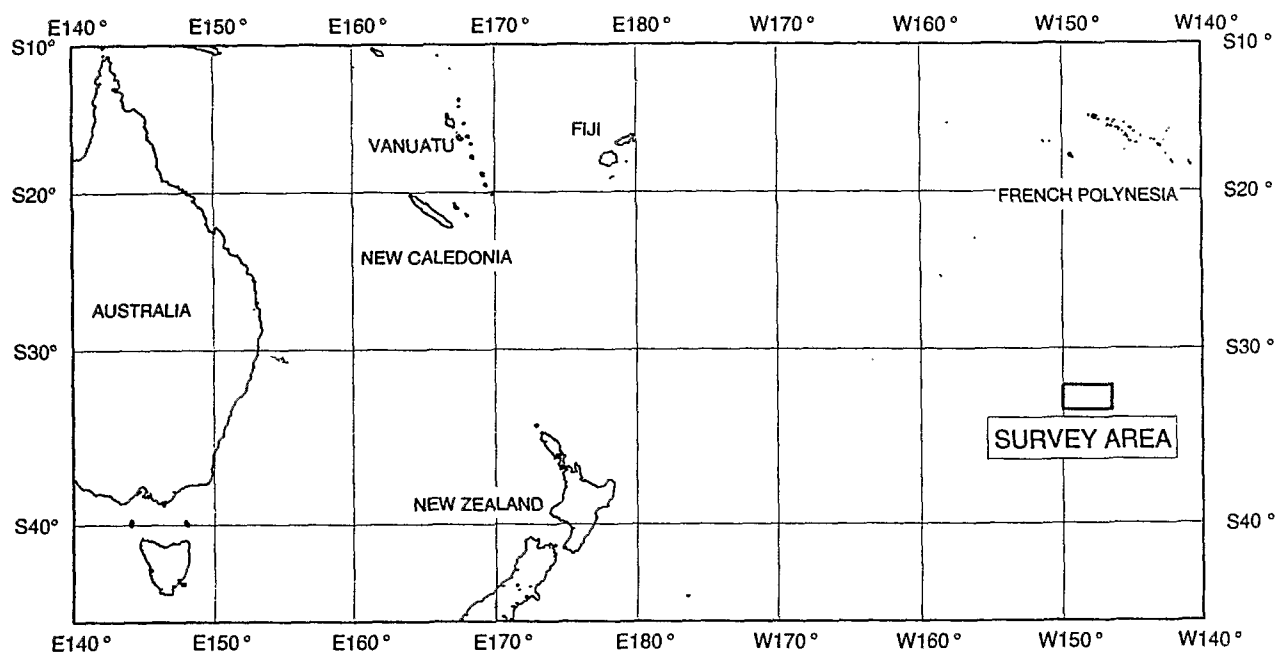 E140° E150° E160° E170° E180° W170° W160° W150° W140°
S10° S10°
VANUATU FIJI
S20° FRENCH POLYNESIA S20°
NEW CALEDONIA
AUSTRALIA
S30° S30°
SURVEY AREA
NEW ZEALAND
S40° S40°
E140° E150° E160° E170° E180° W170° W160° W150° W140°